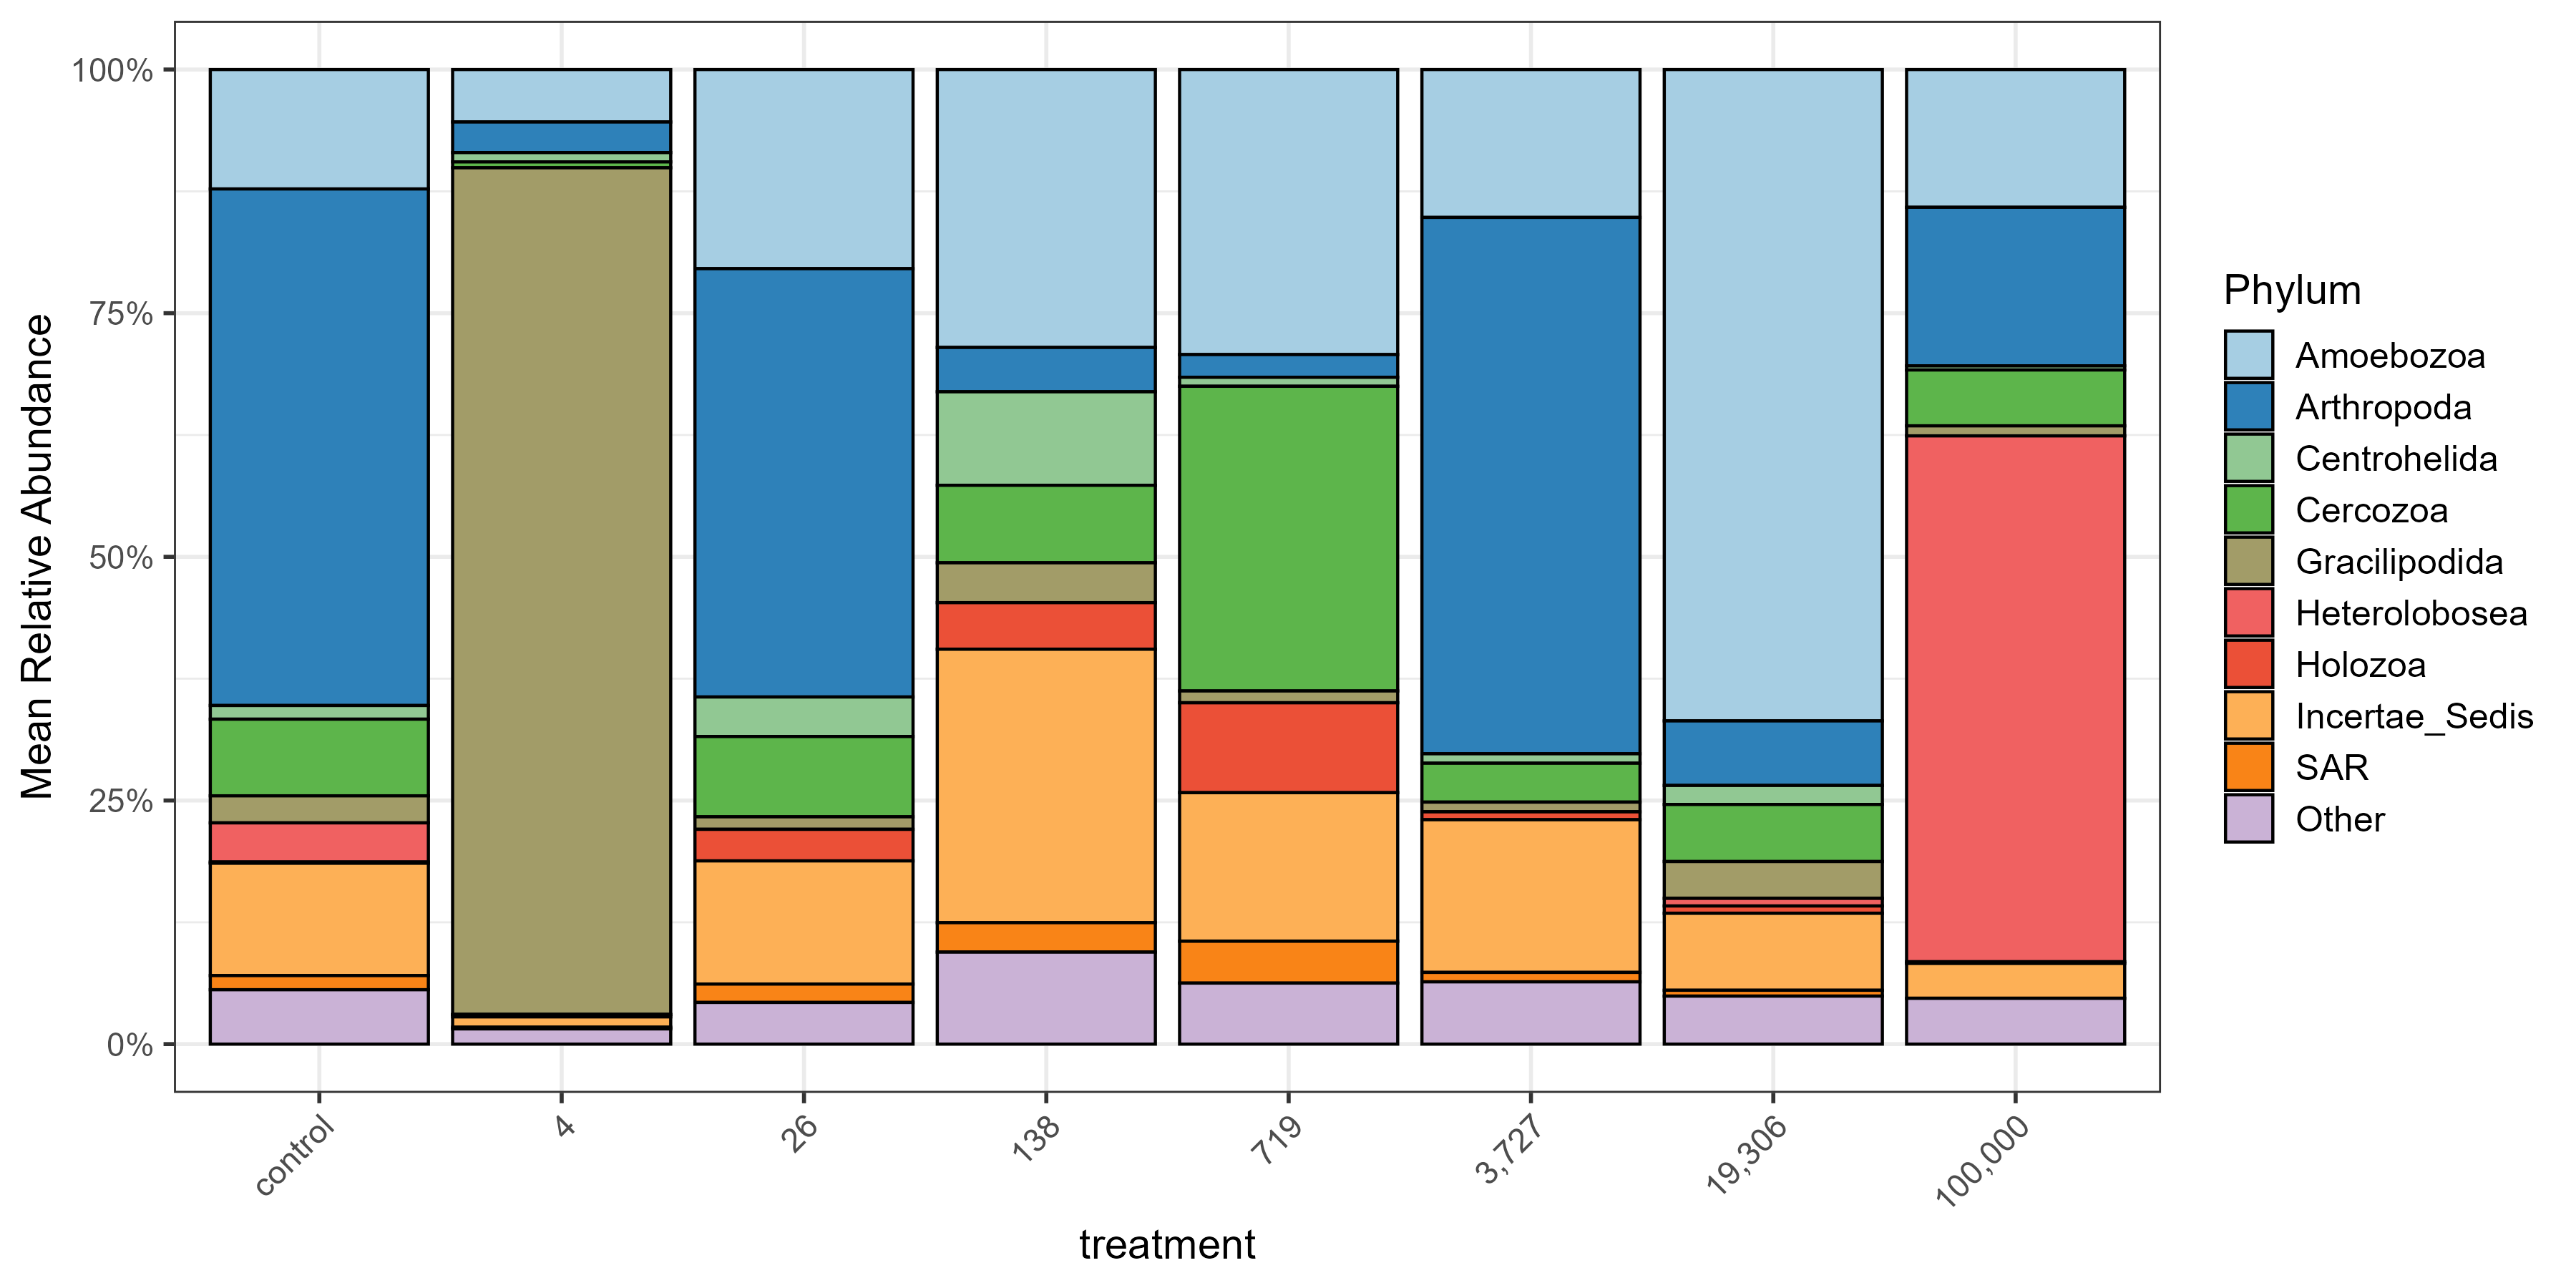 Mean Relative Abundance
100%
75%
50%
25%
0%
control
4
26
138
719
3,727
19,306
100,000
treatment
Phylum
Amoebozoa
Arthropoda
Centrohelida
Cercozoa
Gracilipodida
Heterolobosea
Holozoa
Incertae_Sedis
SAR
Other